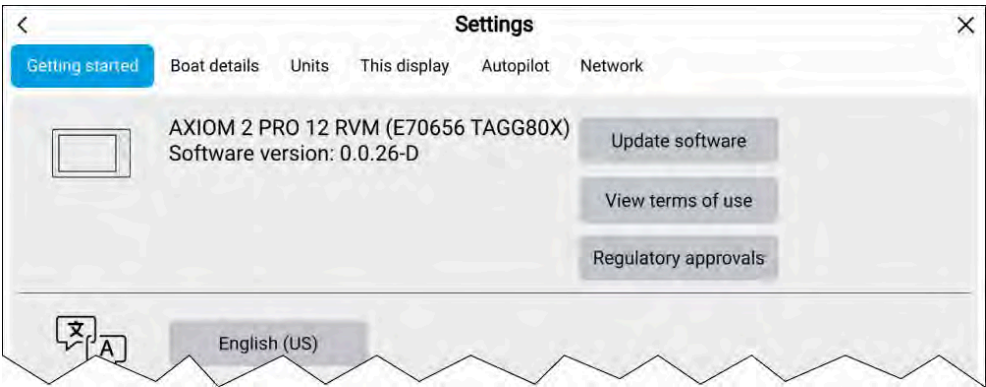 Settings
Getting started Boat details Units This display Autopilot Network
AXIOM 2 PRO 12 RVM (E70656 TAGG80X)
Software version: 0.0.26-D
Update software
View terms of use
Regulatory approvals
文 A
English (US)